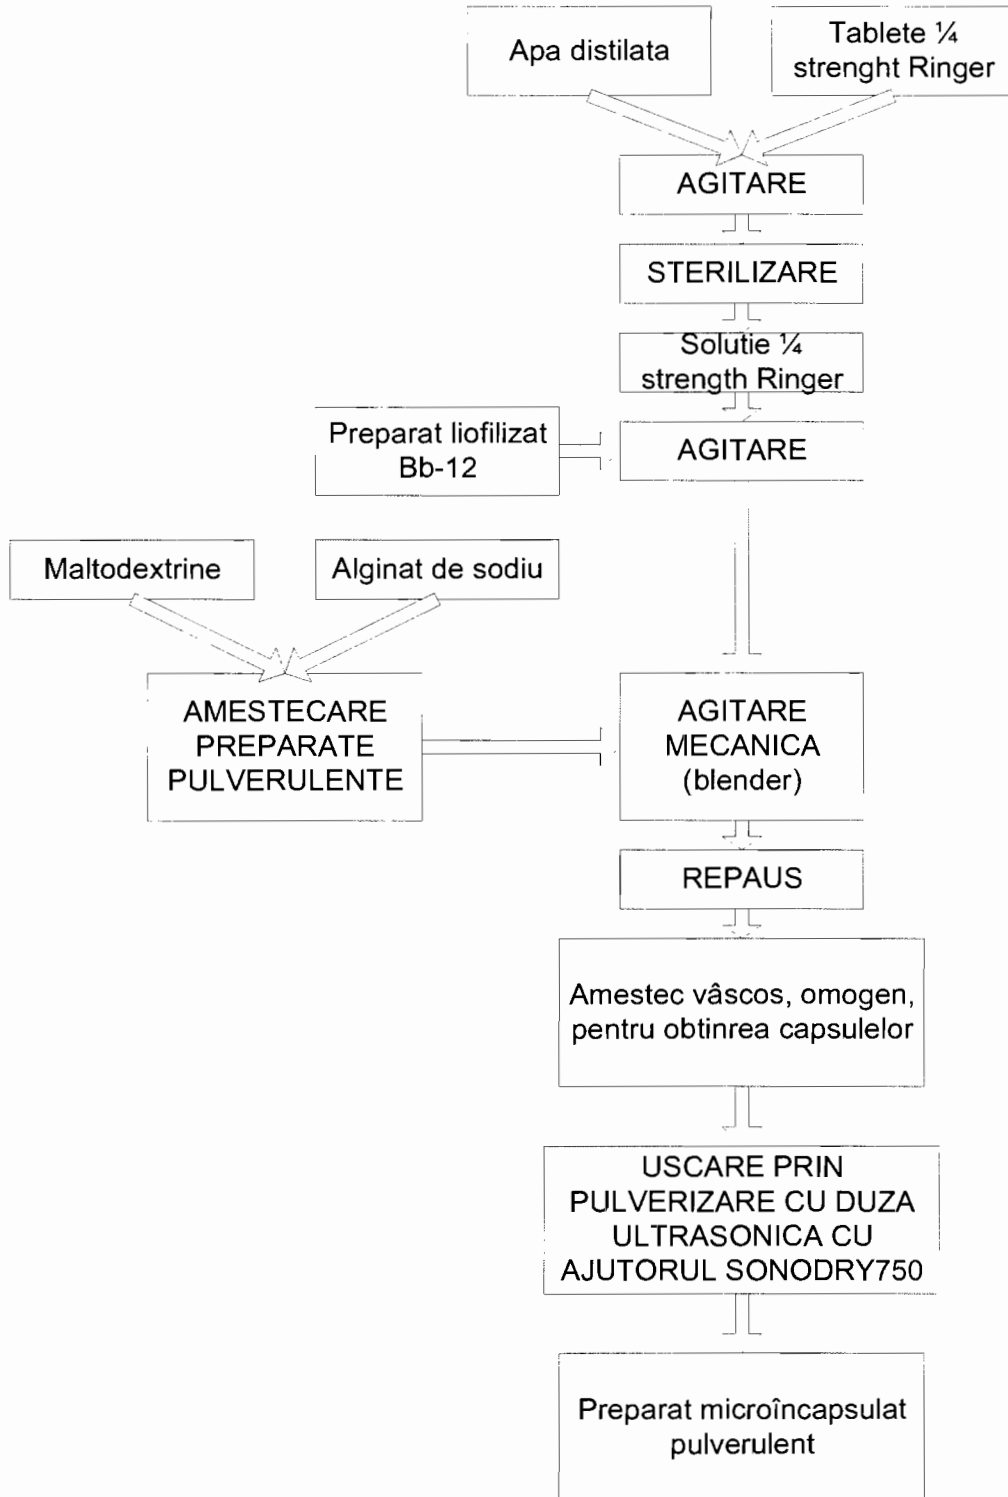 Apa distilata
Tablete ¼
strenght Ringer
AGITARE
STERILIZARE
Solutie ¼
strength Ringer
Preparat liofilizat
Bb-12
AGITARE
Maltodextrine
Alginat de sodiu
AMESTECARE
PREPARATE
PULVERULENTE
AGITARE
MECANICA
(blender)
REPAUS
Amestec vâscos, omogen,
pentru obtinrea capsulelor
USCARE PRIN
PULVERIZARE CU DUZA
ULTRASONICA CU
AJUTORUL SONODRY750
Preparat microîncapsulat
pulverulent